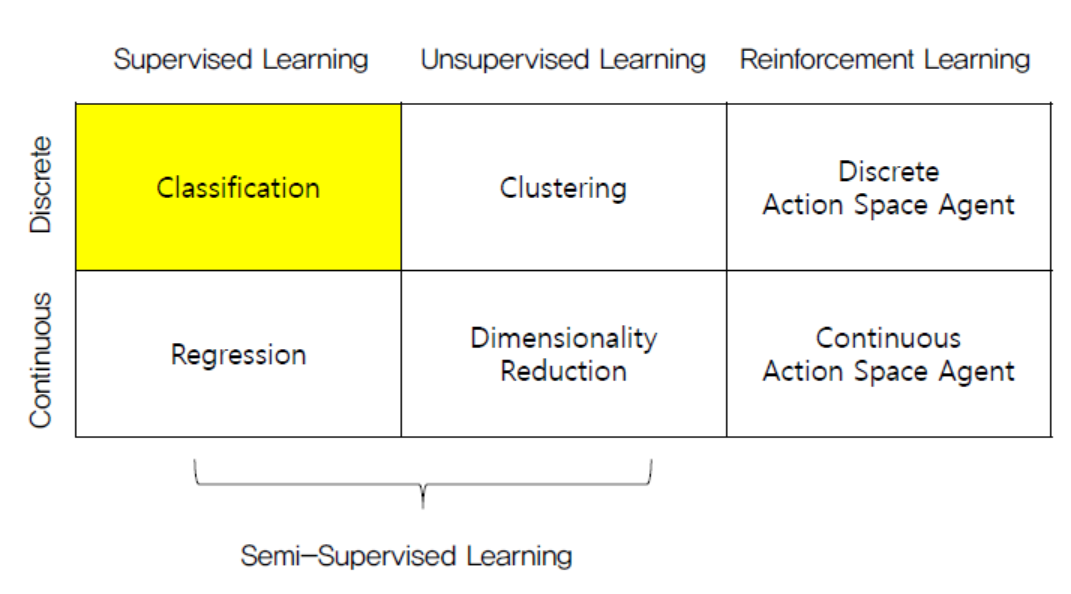 Supervised Learning
Unsupervised Learning
Reinforcement Learning
Discrete
Classification
Clustering
Discrete
Action Space Agent
Continuous
Regression
Dimensionality
Reduction
Continuous
Action Space Agent
Semi-Supervised Learning